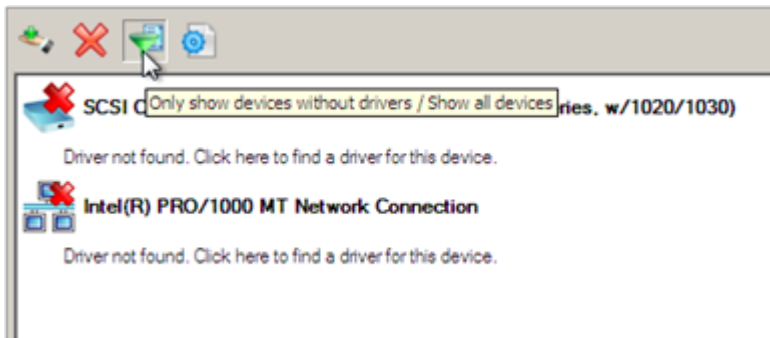 SCSI C Only show devices without drivers / Show all devices ries, w/1020/1030)
Driver not found. Click here to find a driver for this device.
Intel(R) PRO/1000 MT Network Connection
Driver not found. Click here to find a driver for this device.